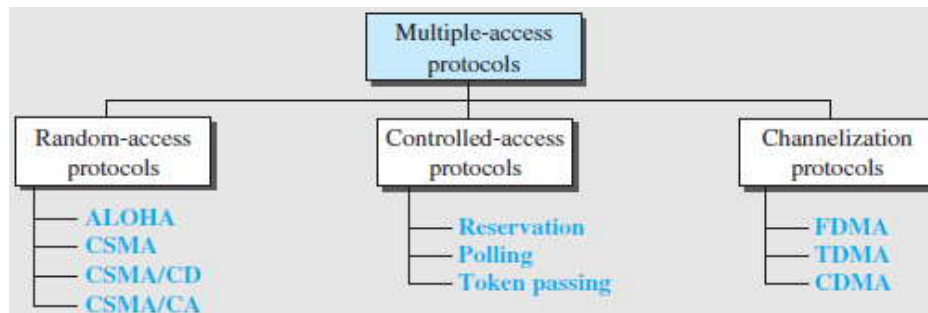 Multiple-access
protocols
Random-access
protocols
Controlled-access
protocols
Channelization
protocols
ALOHA
CSMA
CSMA/CD
CSMA/CA
Reservation
Polling
Token passing
FDMA
TDMA
CDMA